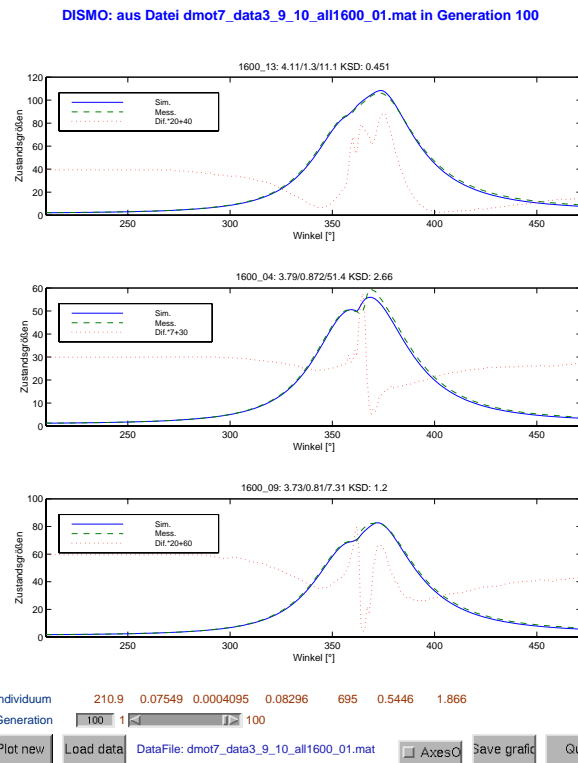 DISMO: aus Datei dmot7_data3_9_10_all1600_01.mat in Generation 100
1600_13: 4.11/1.3/11.1 KSD: 0.451
120
100
80
60
40
20
0
Zustandsgrößen
Sim.
Mess.
Dif.*20+40
250 300 350 400 450
Winkel [°]
1600_04: 3.79/0.872/51.4 KSD: 2.66
60
50
40
30
20
10
0
Zustandsgrößen
Sim.
Mess.
Dif.*7+30
250 300 350 400 450
Winkel [°]
1600_09: 3.73/0.81/7.31 KSD: 1.2
100
80
60
40
20
0
Zustandsgrößen
Sim.
Mess.
Dif.*20+60
250 300 350 400 450
Winkel [°]
ndividuum 210.9 0.07549 0.0004095 0.08296 695 0.5446 1.866
Generation 100 1 100
Plot new Load data DataFile: dmot7_data3_9_10_all1600_01.mat AxesO Save grafic Qu